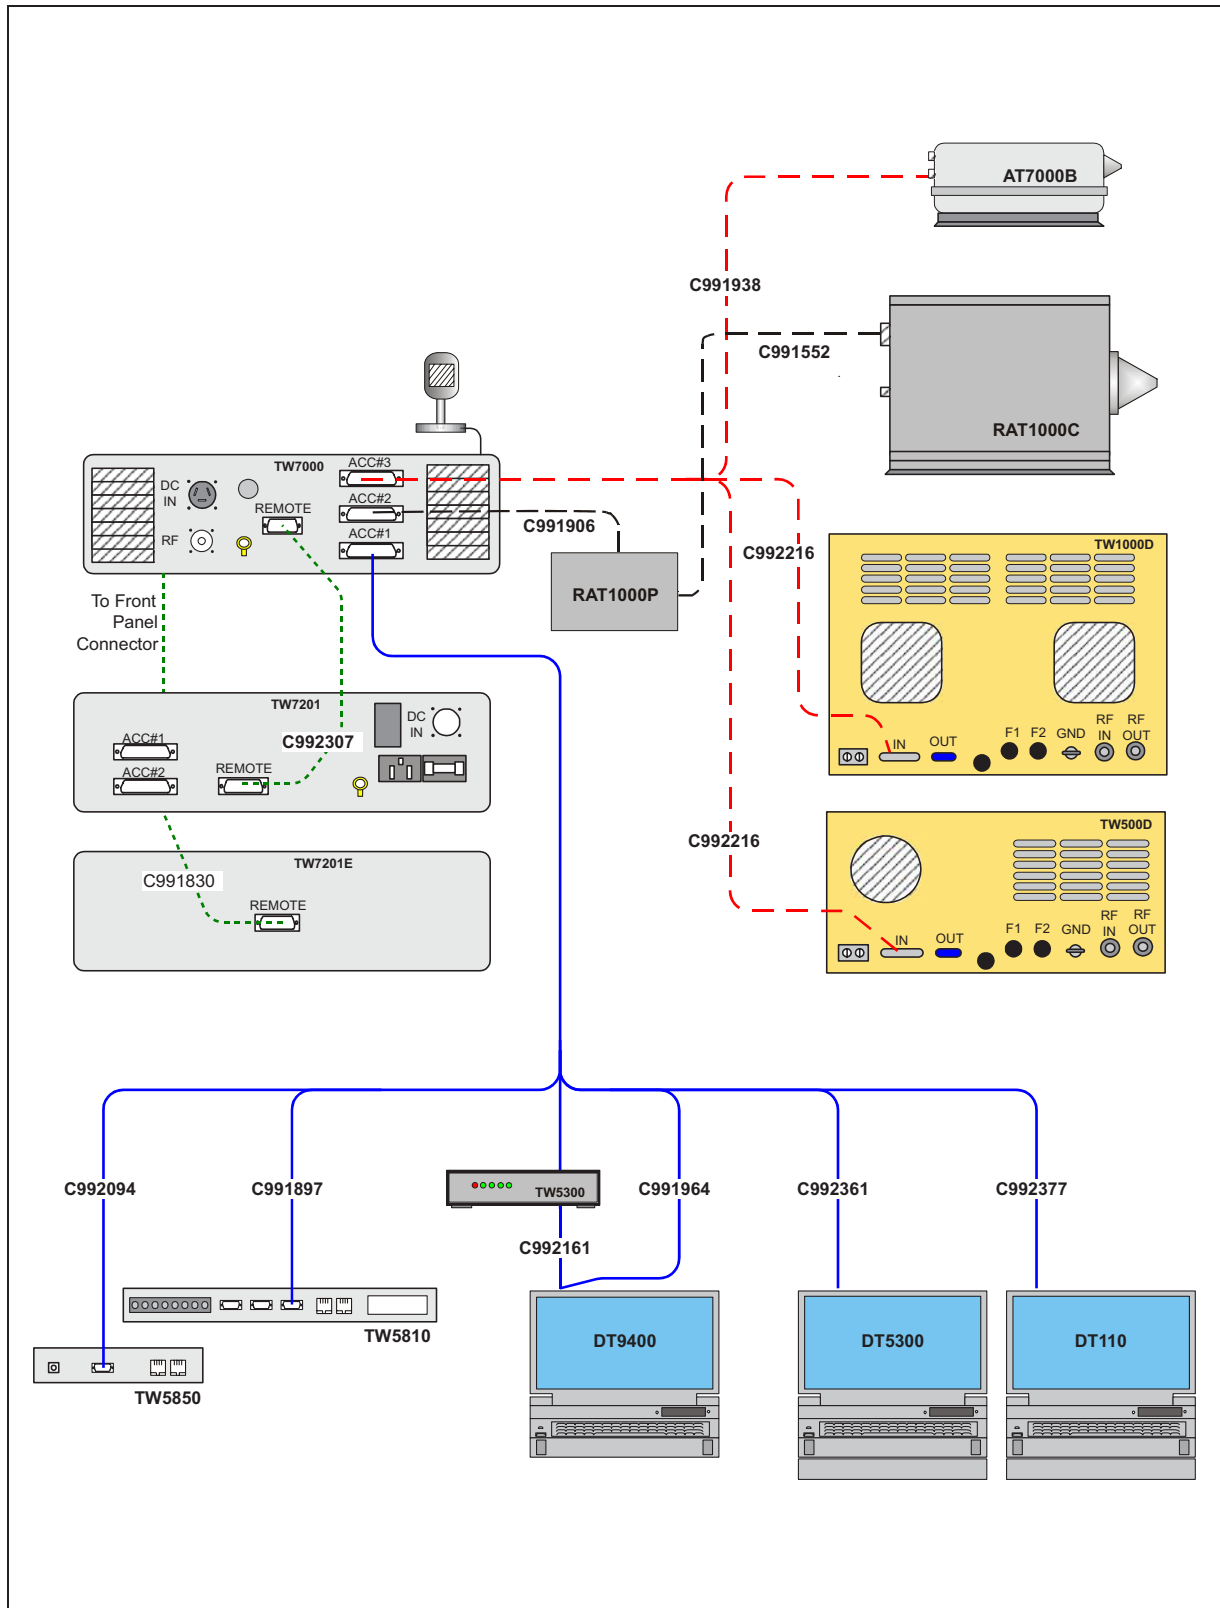 AT7000B
C991938
C991552
RAT1000C
TW7000
ACC#3
DC
IN
ACC#2
REMOTE
ACC#1
RF
C991906
C992216
TW1000D
RAT1000P
To Front
Panel
Connector
TW7201
DC
IN
ACC#1
C992307
ACC#2
REMOTE
IN
OUT
F1
F2
GND
RF
IN
RF
OUT
C992216
TW500D
TW7201E
C991830
REMOTE
IN
OUT
F1
F2
GND
RF
IN
RF
OUT
C992094
C991897
TW5300
C991964
C992361
C992377
C992161
TW5810
DT9400
DT5300
DT110
TW5850